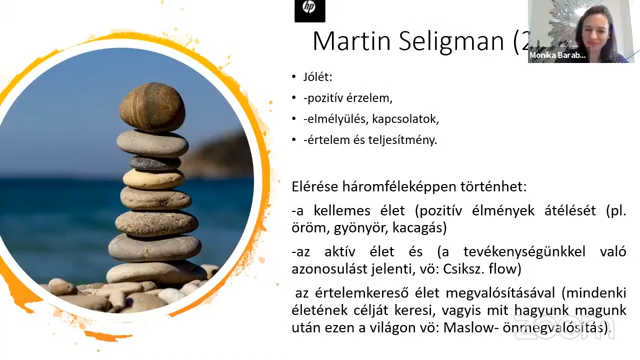 hp
Martin Seligman (2
Monika Barab...
• Jólét:
• -pozitív érzelem,
• -elmélyülés, kapcsolatok,
• -értelem és teljesítmény.
Elérése háromféleképpen történhet:
-a kellemes élet (pozitív élmények átélését (pl.
öröm, gyönyör, kacagás)
-az aktív élet és (a tevékenységünkkel való
azonosulást jelenti, vö: Csiksz. flow)
az értelemkereső élet megvalósításával (mindenki
életének célját keresi, vagyis mit hagyunk magunk
után ezen a világon vö: Maslow- önmegvalósítás).
zoom